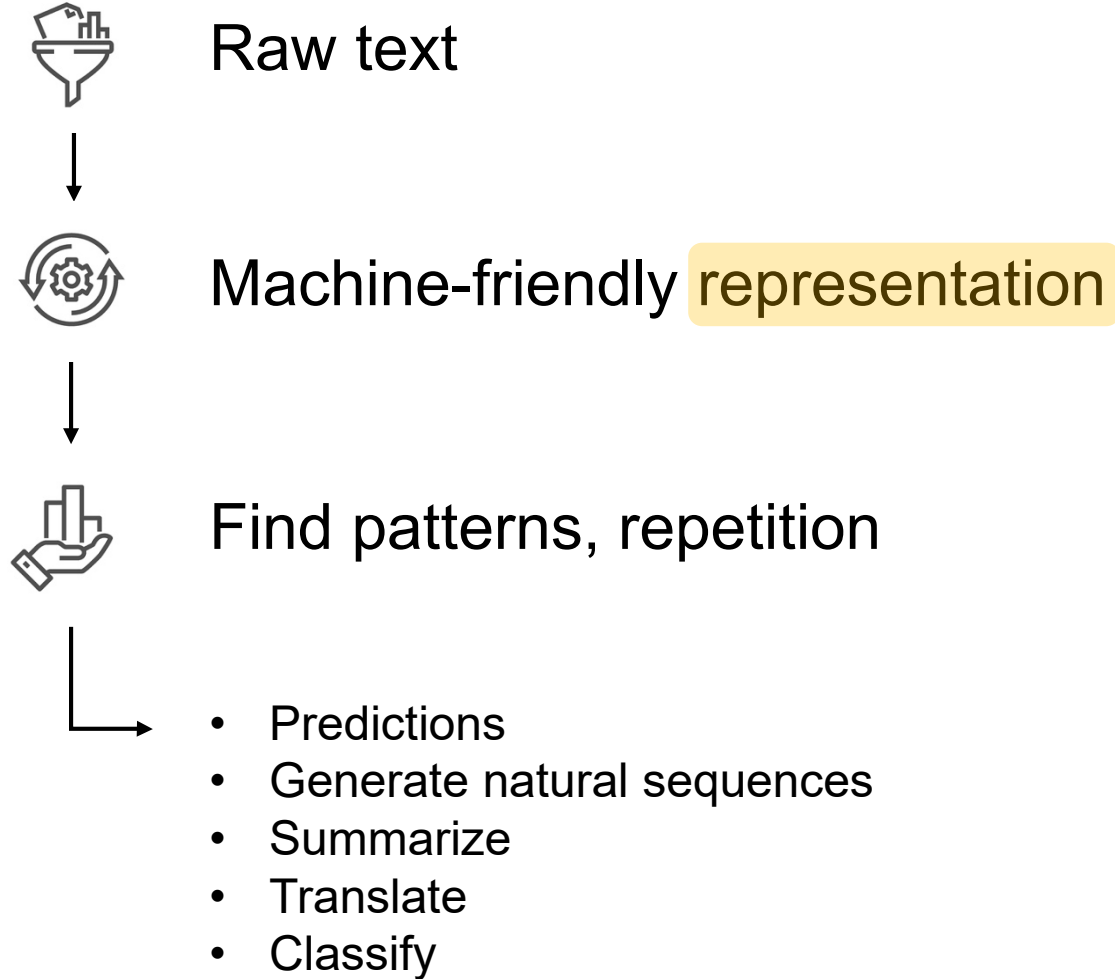 Raw text
Machine-friendly representation
Find patterns, repetition
• Predictions
• Generate natural sequences
• Summarize
• Translate
• Classify